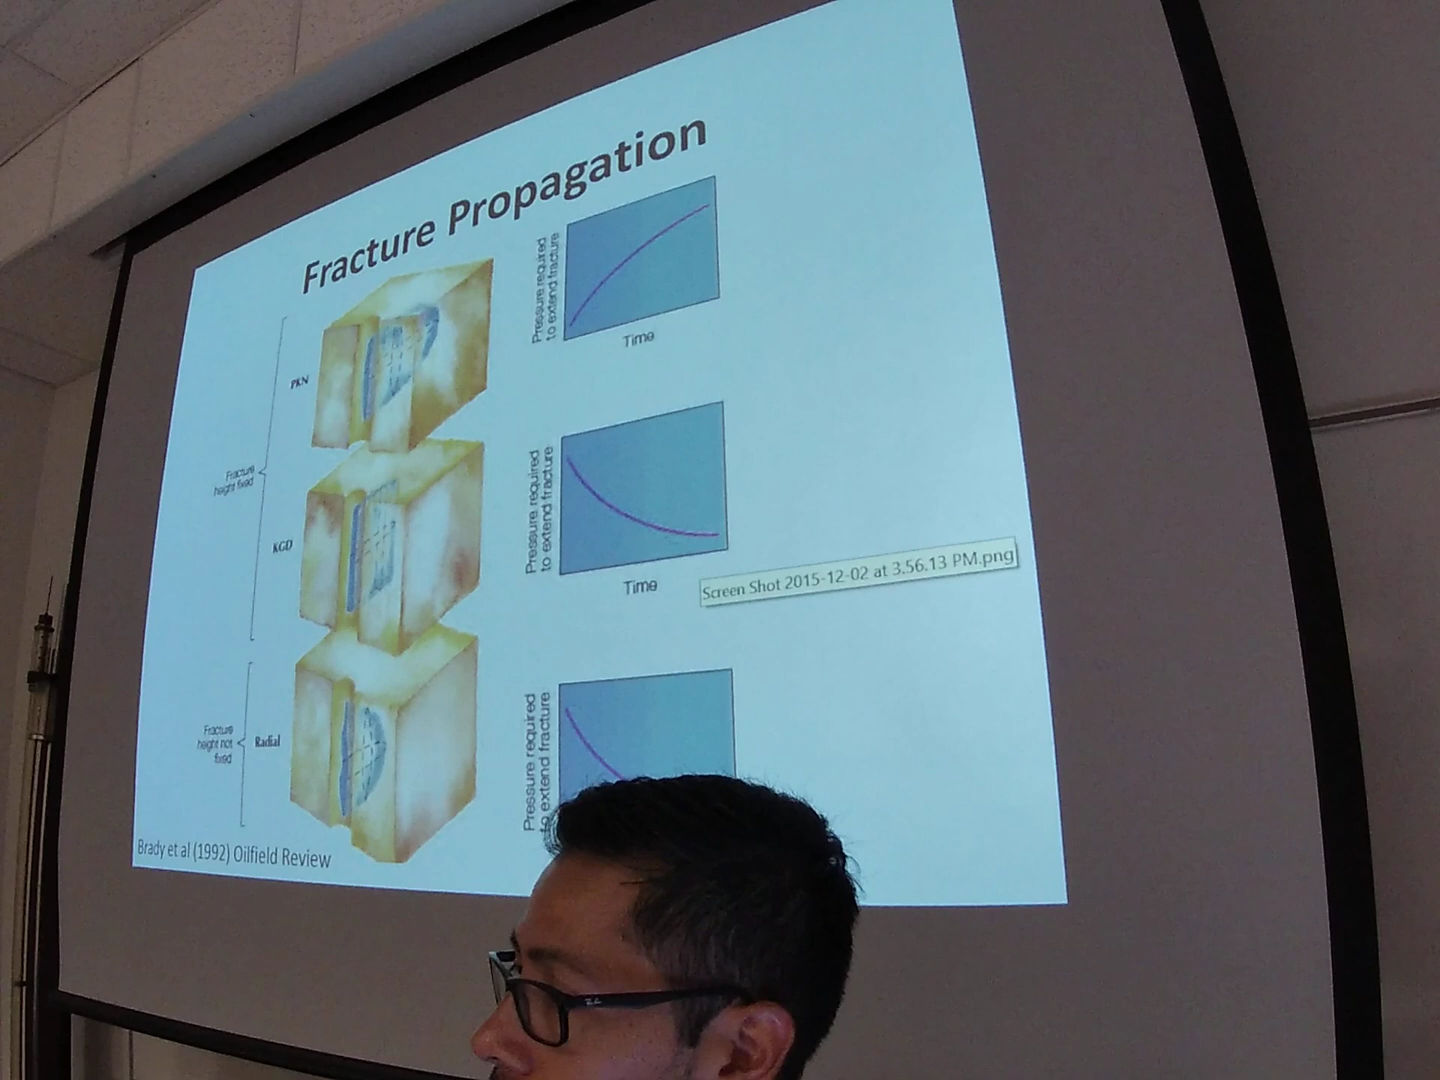 Fracture Propagation
Pressure required
to extend fracture
Time
PKN
Fracture
height fixed
KGD
Pressure required
to extend fracture
Time
Screen Shot 2015-12-02 at 3.56.13 PM.png
Fracture
height not
fixed
Radial
Pressure required
to extend fracture
Brady et al (1992) Oilfield Review